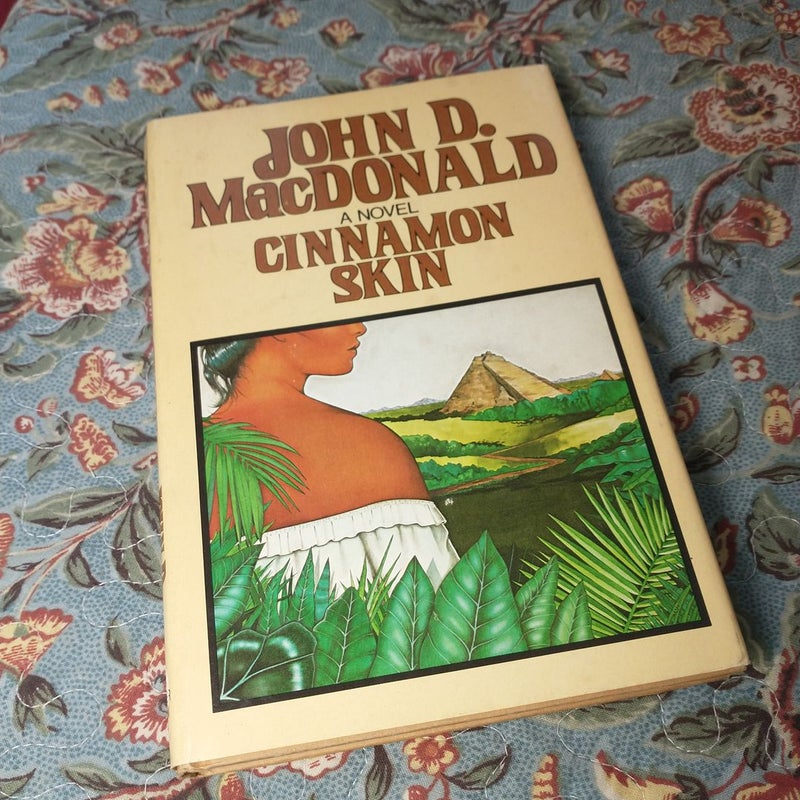 JOHN D.
MacDONALD
A NOVEL
CINNAMON
SKIN